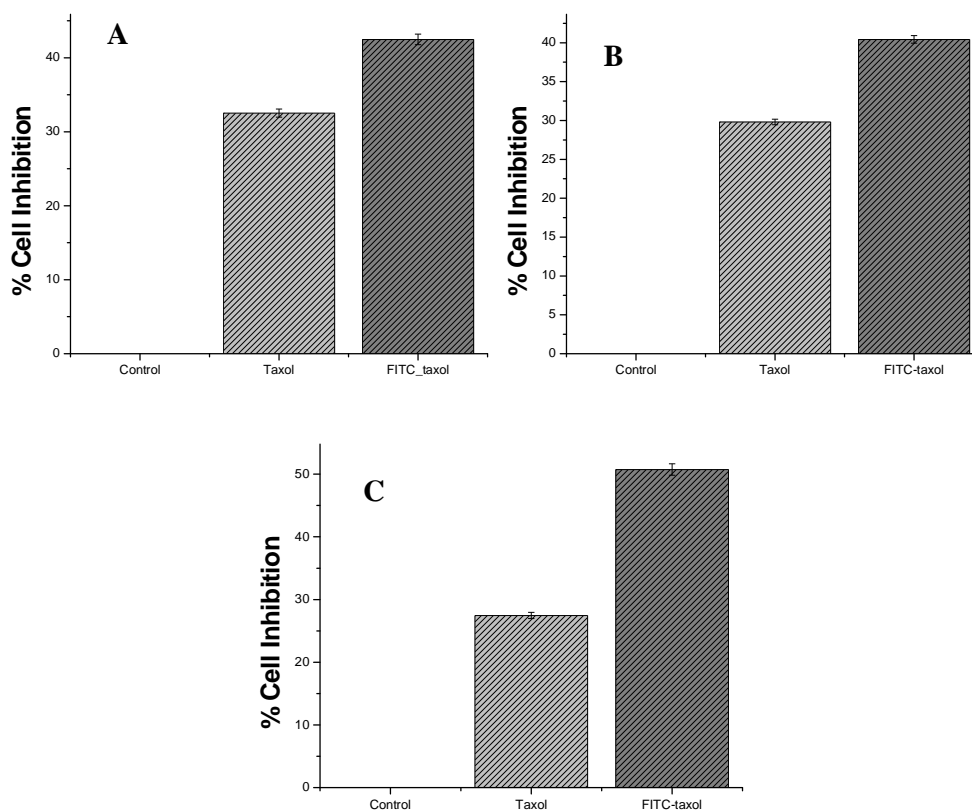 A
% Cell Inhibition
40
30
20
10
0
Control Taxol FITC_taxol
B
% Cell Inhibition
40
35
30
25
20
15
10
5
0
Control Taxol FITC-taxol
C
% Cell Inhibition
50
40
30
20
10
0
Control Taxol FITC-taxol